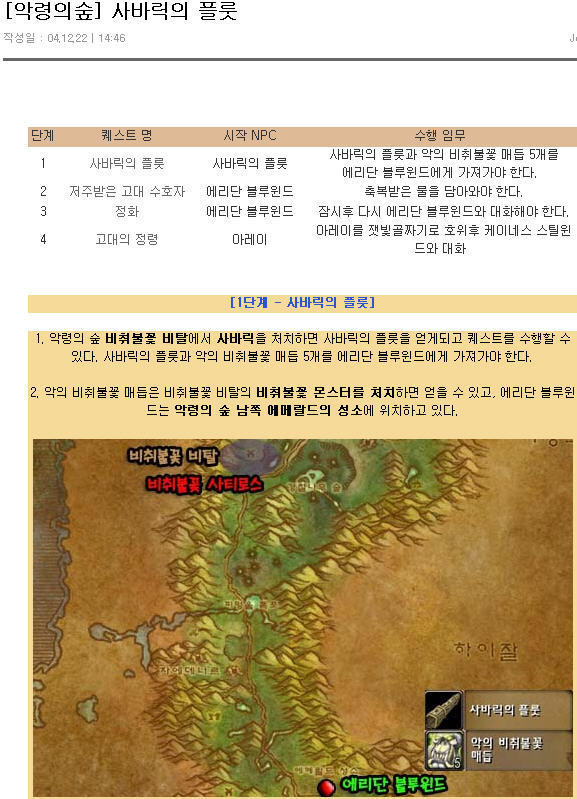 [악령의숲] 사바릭의 플룻
작성일 : 04.12.22 | 14:46
단계 퀘스트 명 시작 NPC 수행 임무
1 사바릭의 플룻 사바릭의 플룻 사바릭의 플룻과 악의 비취불꽃 매듭 5개를
에리단 블루윈드에게 가져가야 한다.
2 저주받은 고대 수호자 에리단 블루윈드 축복받은 물을 담아와야 한다.
3 정화 에리단 블루윈드 잠시후 다시 에리단 블루윈드와 대화해야 한다.
4 고대의 정령 아레이 아레이를 잿빛골짜기로 호위후 케이네스 스틸윈
드와 대화
[1단계 - 사바릭의 플룻]
1. 악령의 숲 비취불꽃 비탈에서 사바릭을 처치하면 사바릭의 플룻을 얻게되고 퀘스트를 수행할 수
있다. 사바릭의 플룻과 악의 비취불꽃 매듭 5개를 에리단 블루윈드에게 가져가야 한다.
2. 악의 비취불꽃 매듭은 비취불꽃 비탈의 비취불꽃 몬스터를 처치하면 얻을 수 있고, 에리단 블루윈
드는 악령의 숲 남쪽 에메랄드의 성소에 위치하고 있다.
비취불꽃 비탈
비취불꽃 사티로스
하이잘
자에데나르
사바릭의 플룻
악의 비취불꽃
매듭
5
에메랄드 성소
에리단 블루윈드